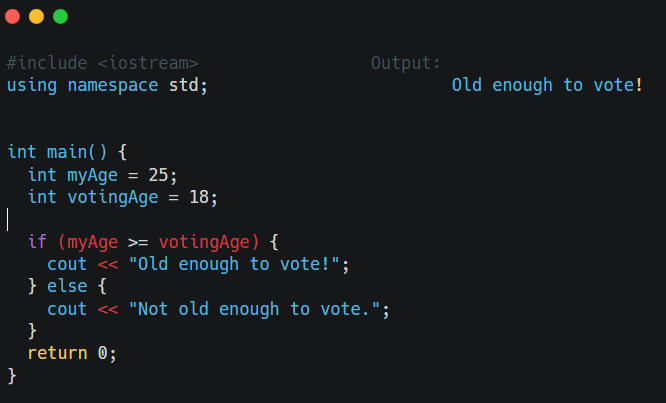 #include <iostream> Output:
using namespace std; Old enough to vote!
int main() {
int myAge = 25;
int votingAge = 18;
if (myAge >= votingAge) {
cout << "Old enough to vote!";
} else {
cout << "Not old enough to vote.";
}
return 0;
}